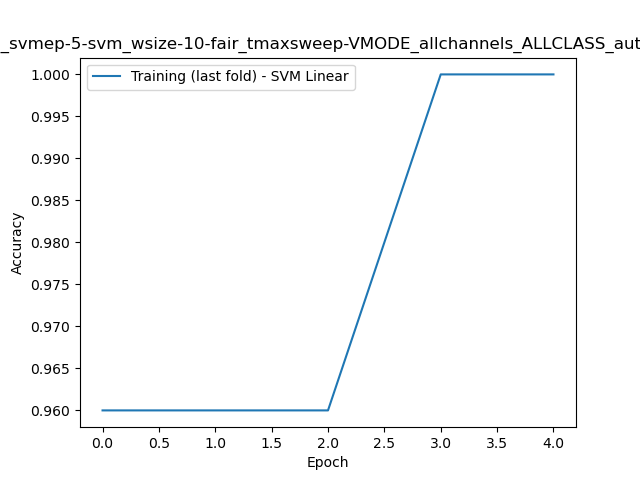 _svmep-5-svm_wsize-10-fair_tmaxsweep-VMODE_allchannels_ALLCLASS_aut
Training (last fold) - SVM Linear
1.000
0.995
0.990
0.985
0.980
0.975
0.970
0.965
0.960
Accuracy
0.0 0.5 1.0 1.5 2.0 2.5 3.0 3.5 4.0
Epoch